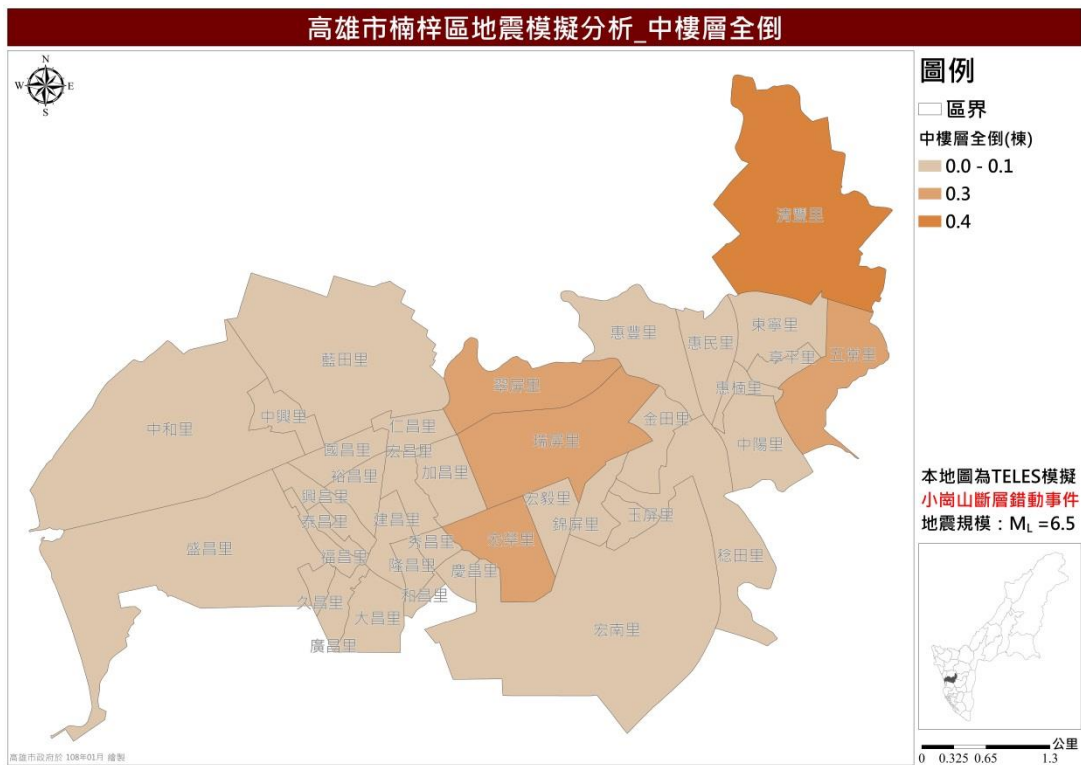 高雄市楠梓區地震模擬分析_中樓層全倒
N
W E
S
圖例
區界
中樓層全倒(棟)
0.0 - 0.1
0.3
0.4
清豐里
東寧里
惠豐里
惠民里
享平里
五常里
藍田里
翠屏里
惠楠里
中興里
仁昌里
金田里
中和里
瑞屏里
中陽里
國昌里
宏昌里
裕昌里
加昌里
興昌里
宏毅里
泰昌里
建昌里
玉屏里
錦屏里
盛昌里
秀昌里
宏榮里
福昌里
隆昌里
慶昌里
稔田里
久昌里
和昌里
大昌里
宏南里
廣昌里
本地圖為TELES模擬
小崗山斷層錯動事件
地震規模：ML =6.5
公里
0 0.325 0.65 1.3
高雄市政府於 108年01月 繪製